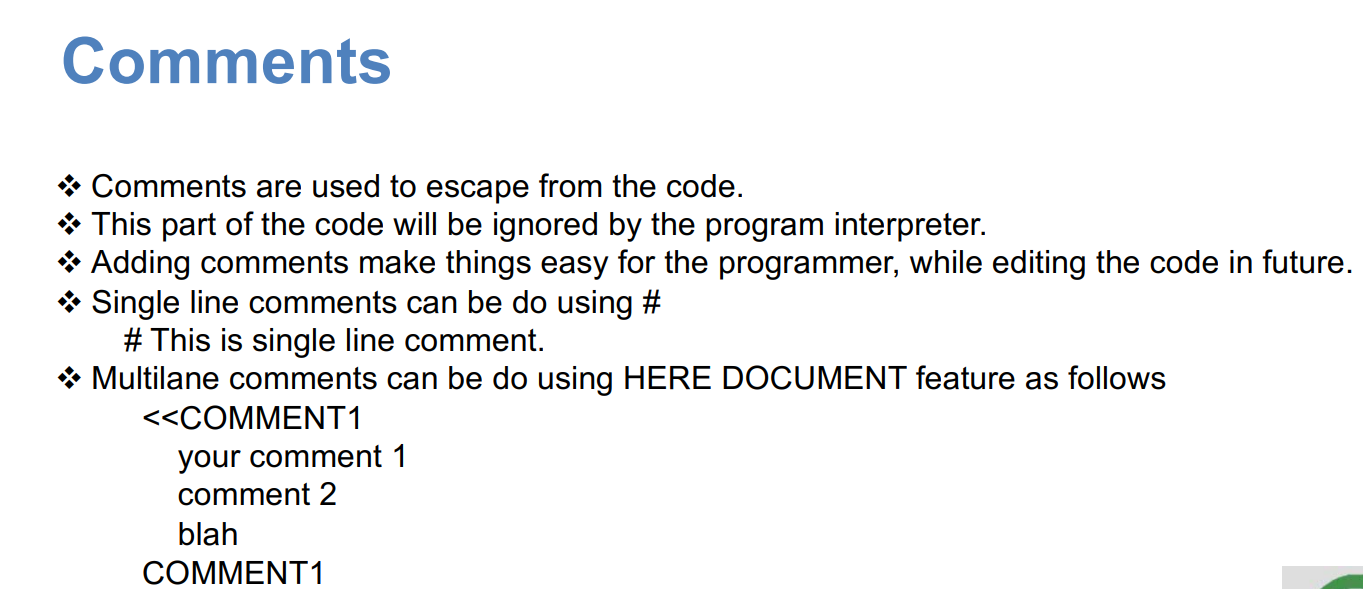 Comments
❖ Comments are used to escape from the code.
❖ This part of the code will be ignored by the program interpreter.
❖ Adding comments make things easy for the programmer, while editing the code in future.
❖ Single line comments can be do using #
# This is single line comment.
❖ Multilane comments can be do using HERE DOCUMENT feature as follows
<<COMMENT1
your comment 1
comment 2
blah
COMMENT1